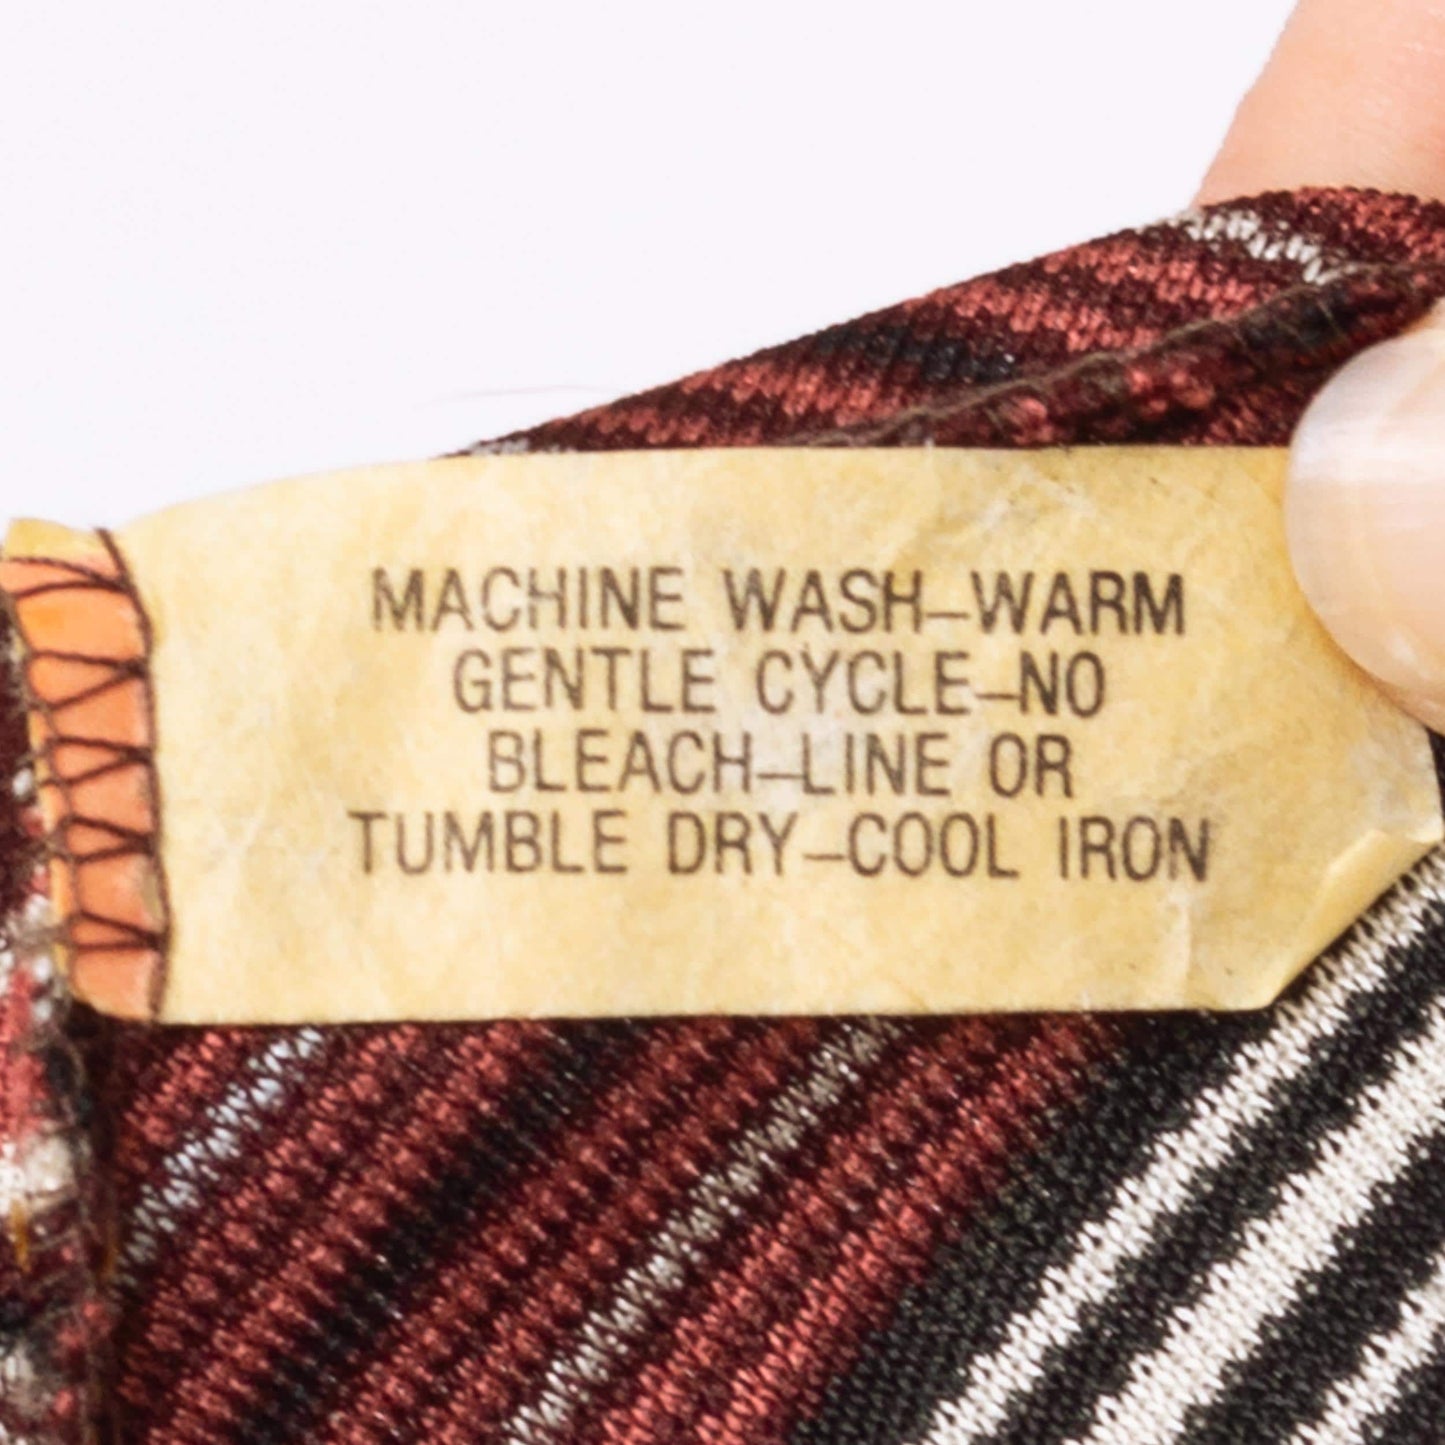 MACHINE WASH–WARM
GENTLE CYCLE–NO
BLEACH–LINE OR
TUMBLE DRY–COOL IRON